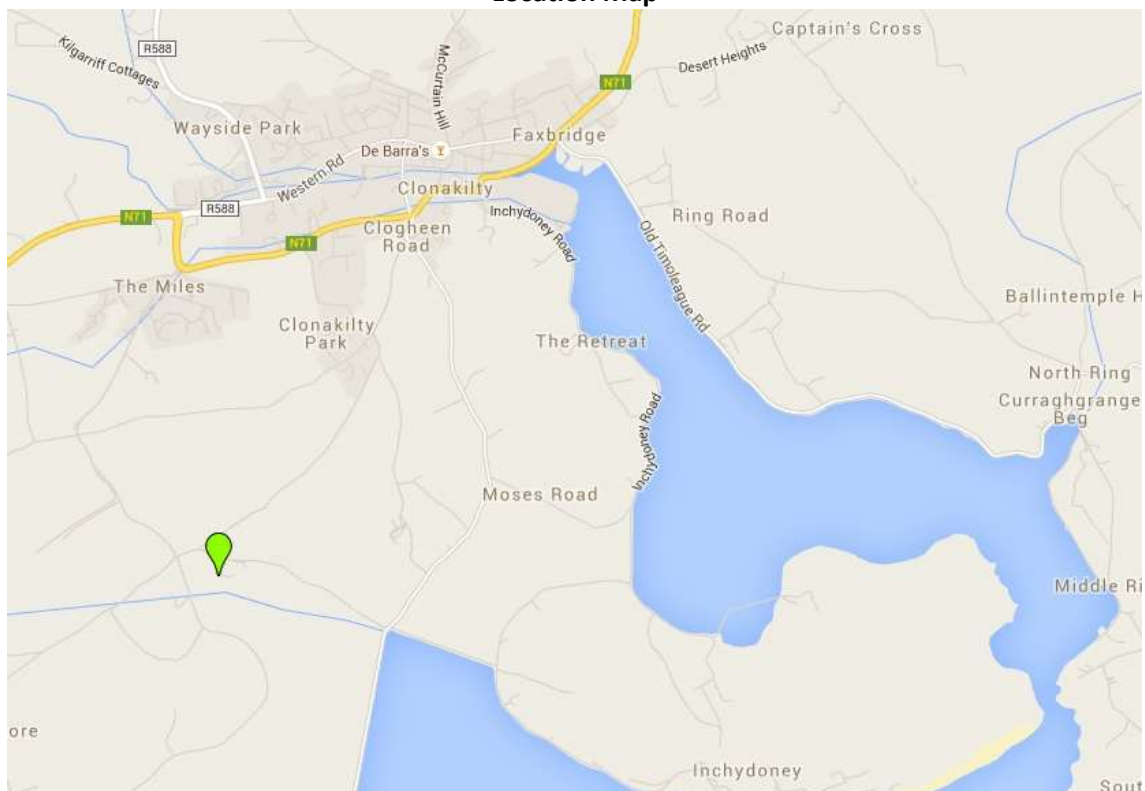 Location Map
Captain's Cross
R588
Kilgarriff Cottages
McCurtain Hill
N71
Desert Heights
Wayside Park
Faxbridge
De Barra's
Western Rd
Clonakilty
N71
R588
Inchydoney Road
Ring Road
Clogheen
Road
N71
Old Timoleague Rd
The Miles
Ballintemple H
Clonakilty
Park
The Retreat
North Ring
Curraghgrange
Beg
Inchydoney Road
Moses Road
Middle Ri
ore
Inchydoney
Sout